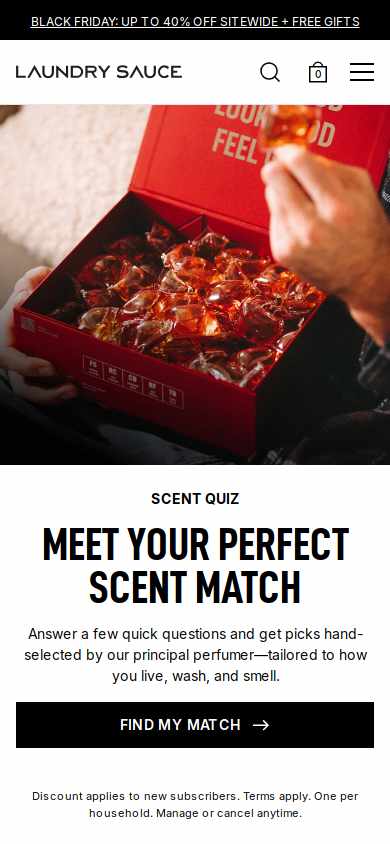 BLACK FRIDAY: UP TO 40% OFF SITEWIDE + FREE GIFTS
LAUNDRY SAUCE
0
LOOK
FEEL
SCENT QUIZ
MEET YOUR PERFECT
SCENT MATCH
Answer a few quick questions and get picks hand-
selected by our principal perfumer—tailored to how
you live, wash, and smell.
FIND MY MATCH →
Discount applies to new subscribers. Terms apply. One per
household. Manage or cancel anytime.